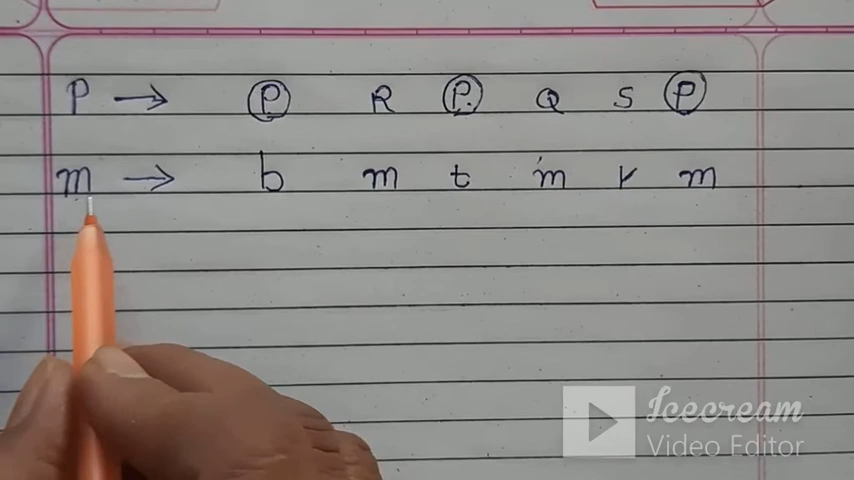 P → P R P Q S P
m → b m t m r m
Icecream
Video Editor